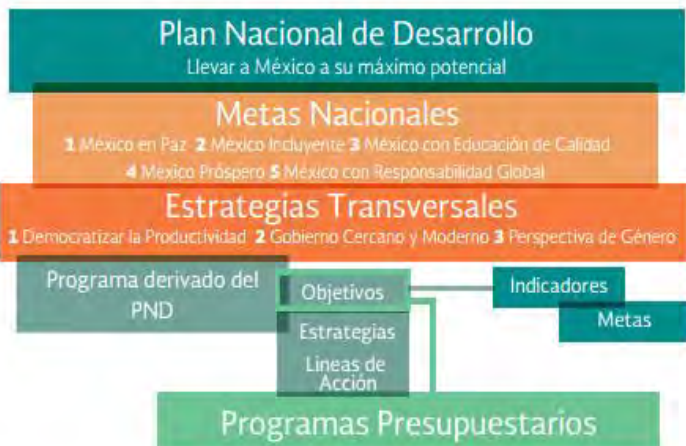 Plan Nacional de Desarrollo
Llevar a México a su máximo potencial
Metas Nacionales
1 México en Paz 2 México Incluyente 3 México con Educación de Calidad
4 México Próspero 5 México con Responsabilidad Global
Estrategias Transversales
1 Democratizar la Productividad 2 Gobierno Cercano y Moderno 3 Perspectiva de Género
Programa derivado del
PND
Objetivos
Indicadores
Metas
Estrategias
Lineas de
Acción
Programas Presupuestarios